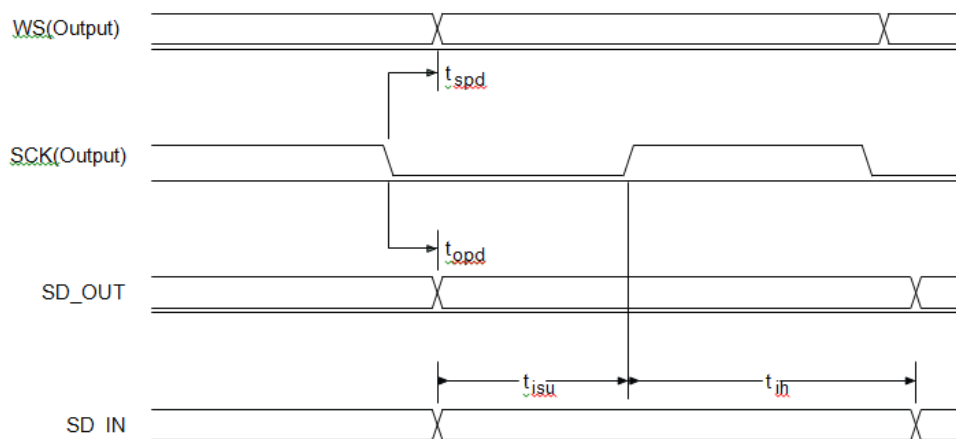 WS(Output)
tspd
SCK(Output)
topd
SD_OUT
tisu
tih
SD_IN